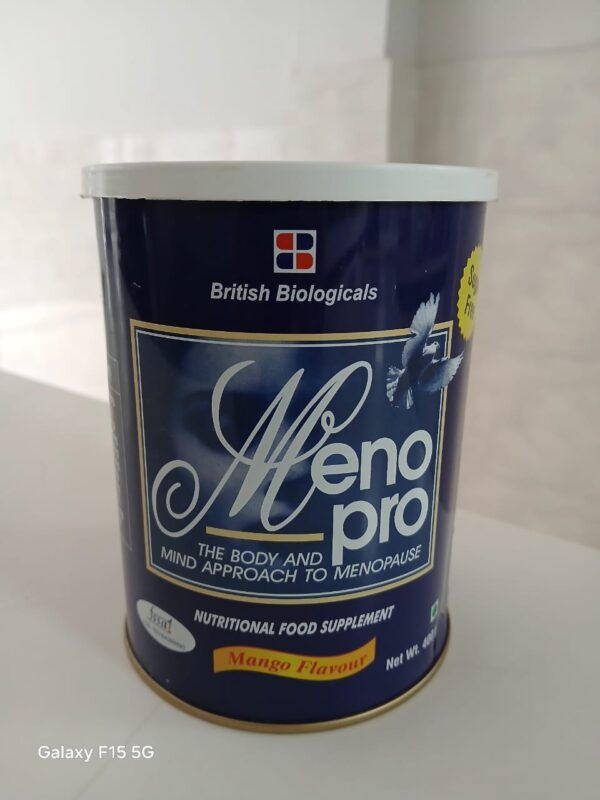 British Biologicals
Meno
pro
THE BODY AND
MIND APPROACH TO MENOPAUSE
fssai
NUTRITIONAL FOOD SUPPLEMENT
Mango Flavour
Net Wt.
Galaxy F15 5G